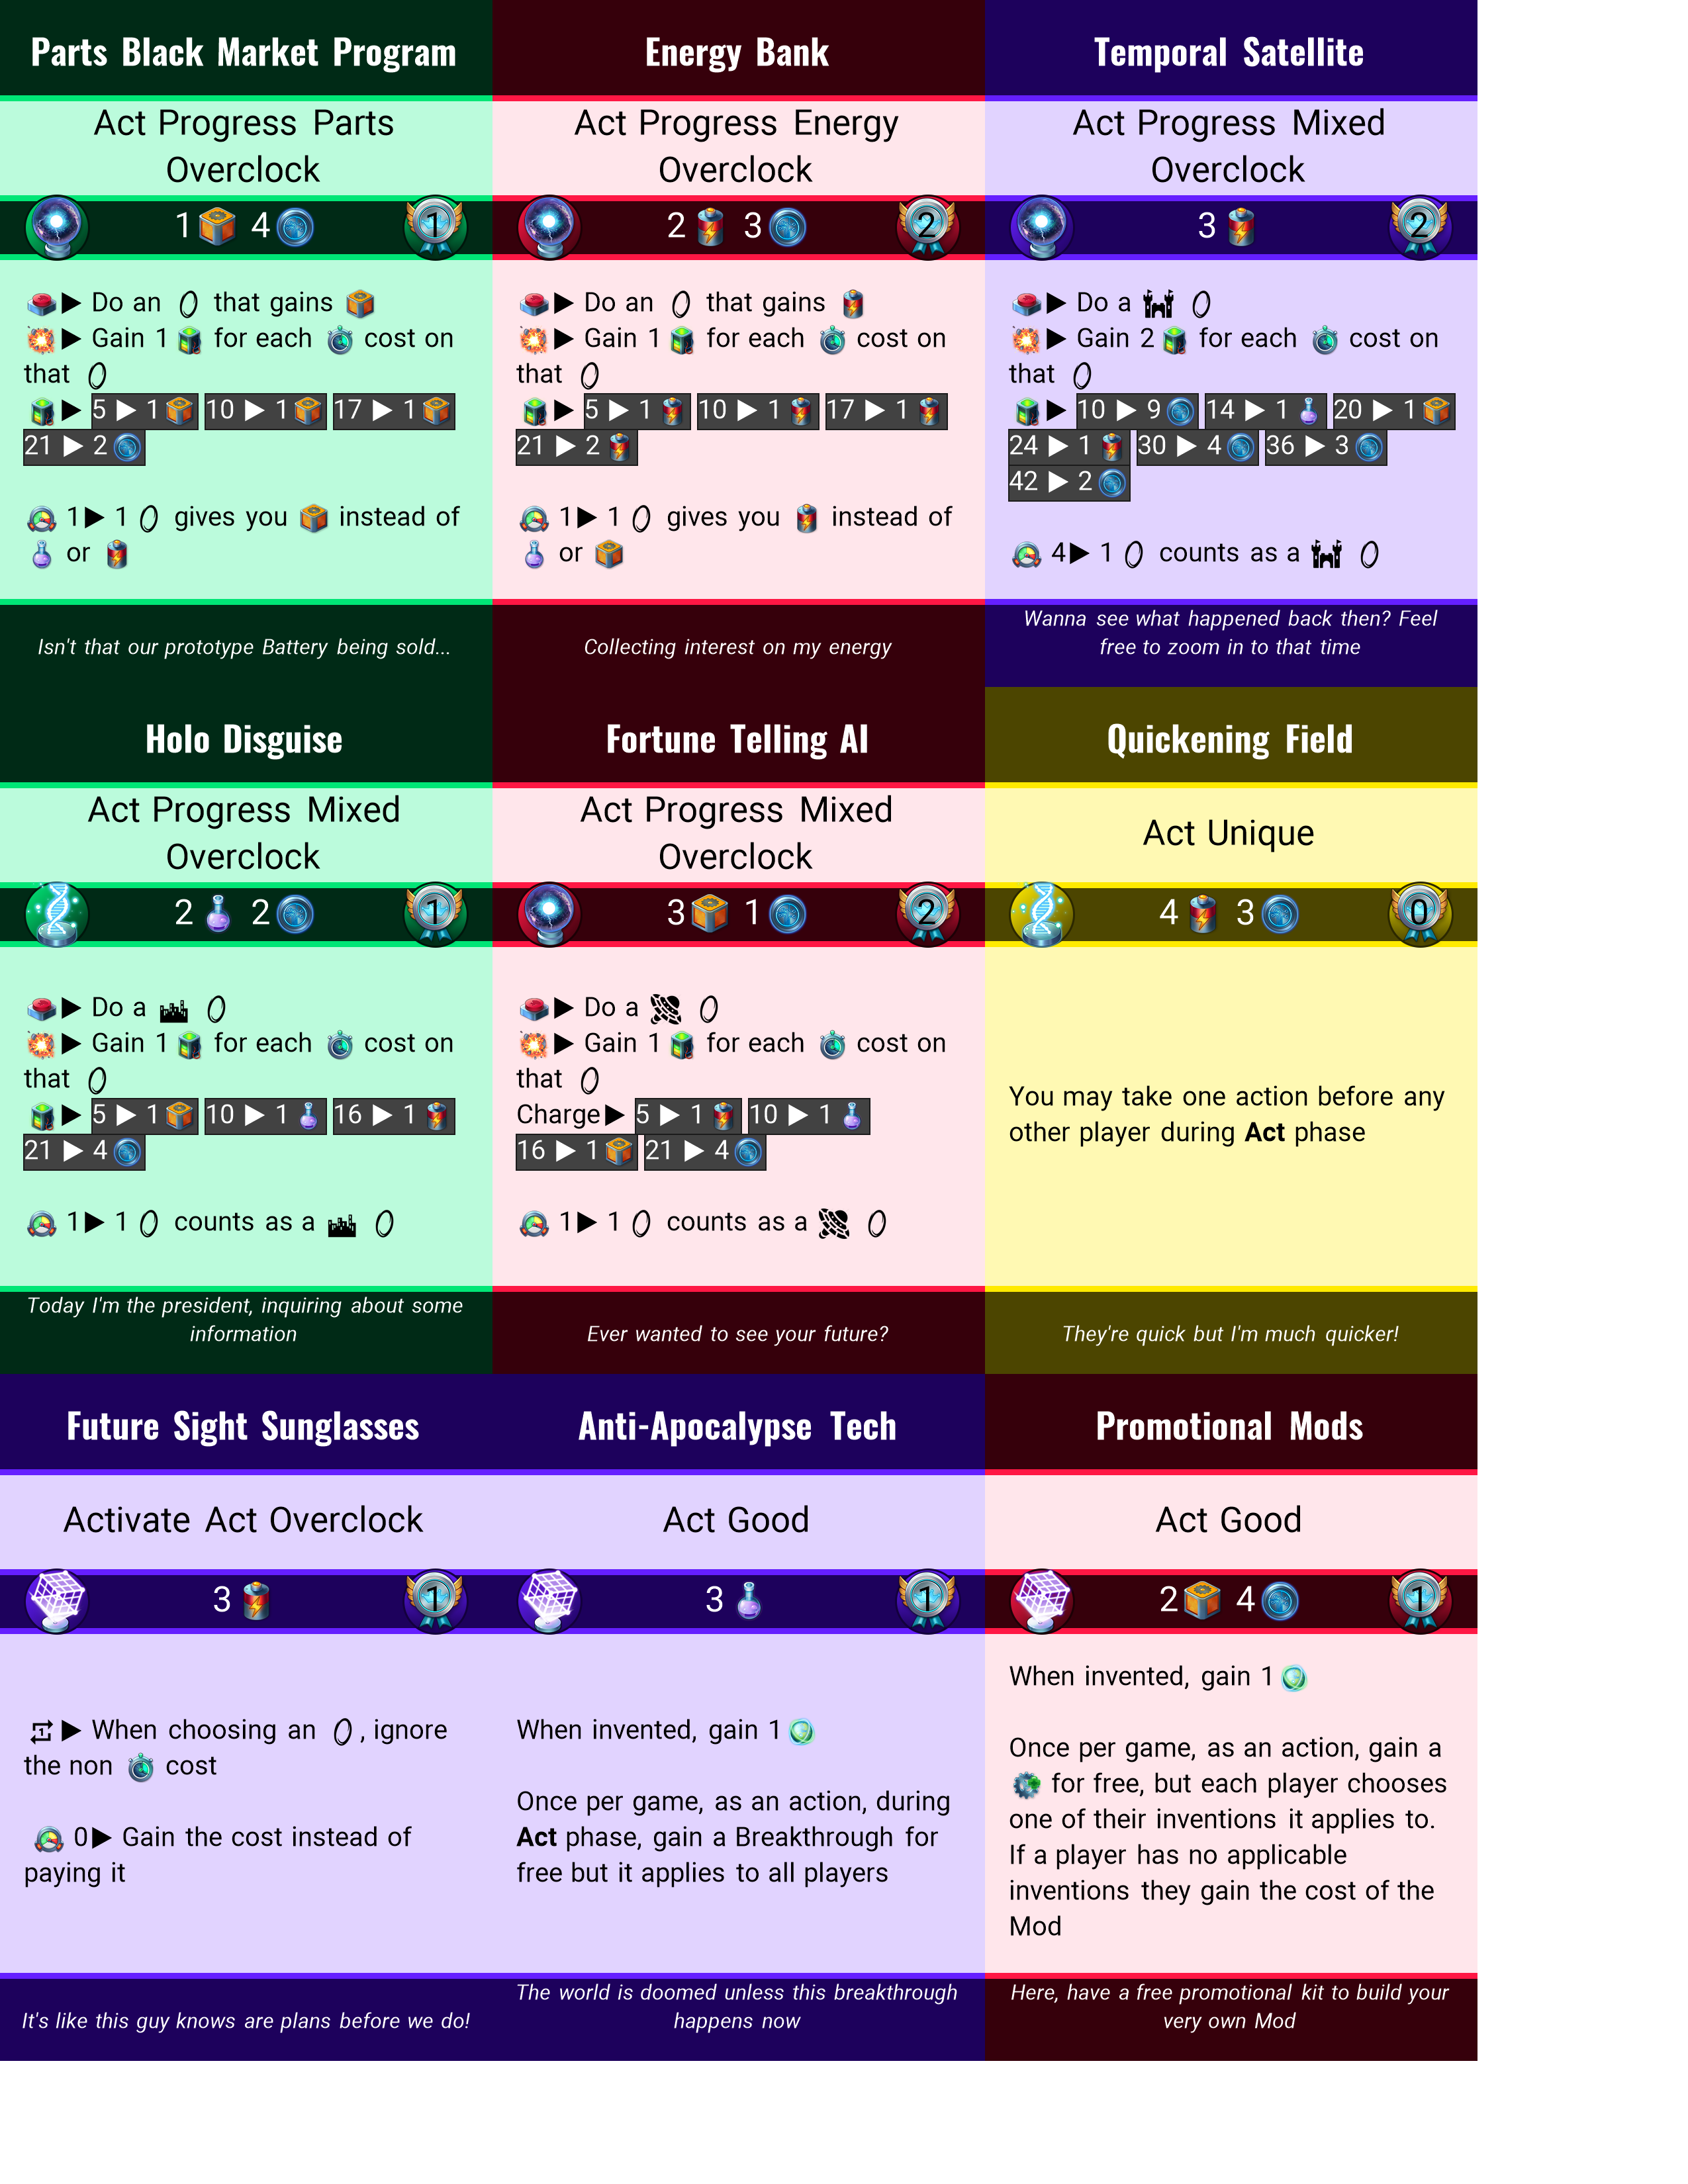 Parts Black Market Program
Act Progress Parts
Overclock
1 4 1
Do an that gains
Gain 1 for each cost on
that
5 ▶ 1 10 ▶ 1 17 ▶ 1
21 ▶ 2
1▶ 1 gives you instead of
or
Isn't that our prototype Battery being sold...
Energy Bank
Act Progress Energy
Overclock
2 3 2
Do an that gains
Gain 1 for each cost on
that
5 ▶ 1 10 ▶ 1 17 ▶ 1
21 ▶ 2
1▶ 1 gives you instead of
or
Collecting interest on my energy
Temporal Satellite
Act Progress Mixed
Overclock
3 2
Do a
Gain 2 for each cost on
that
10 ▶ 9 14 ▶ 1 20 ▶ 1
24 ▶ 1 30 ▶ 4 36 ▶ 3
42 ▶ 2
4▶ 1 counts as a
Wanna see what happened back then? Feel
free to zoom in to that time
Holo Disguise
Act Progress Mixed
Overclock
2 2 1
Do a
Gain 1 for each cost on
that
5 ▶ 1 10 ▶ 1 16 ▶ 1
21 ▶ 4
1▶ 1 counts as a
Today I'm the president, inquiring about some
information
Fortune Telling AI
Act Progress Mixed
Overclock
3 1 2
Do a
Gain 1 for each cost on
that
Charge▶ 5 ▶ 1 10 ▶ 1
16 ▶ 1 21 ▶ 4
1▶ 1 counts as a
Ever wanted to see your future?
Quickening Field
Act Unique
4 3 0
You may take one action before any
other player during Act phase
They're quick but I'm much quicker!
Future Sight Sunglasses
Activate Act Overclock
3 1
1 ▶ When choosing an , ignore
the non cost
0▶ Gain the cost instead of
paying it
It's like this guy knows are plans before we do!
Anti-Apocalypse Tech
Act Good
3 1
When invented, gain 1
Once per game, as an action, during
Act phase, gain a Breakthrough for
free but it applies to all players
The world is doomed unless this breakthrough
happens now
Promotional Mods
Act Good
2 4 1
When invented, gain 1
Once per game, as an action, gain a
for free, but each player chooses
one of their inventions it applies to.
If a player has no applicable
inventions they gain the cost of the
Mod
Here, have a free promotional kit to build your
very own Mod